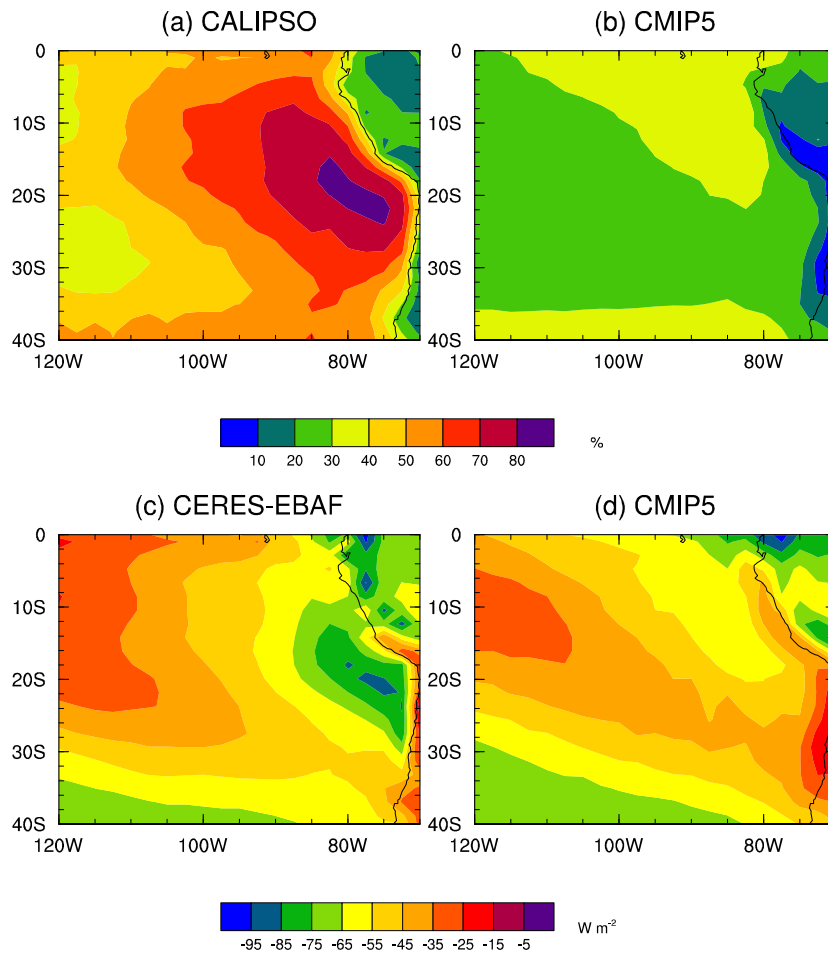 (a) CALIPSO
(b) CMIP5
0
10S
20S
30S
40S
120W 100W 80W
0
10S
20S
30S
40S
120W 100W 80W
10 20 30 40 50 60 70 80
%
(c) CERES-EBAF
(d) CMIP5
0
10S
20S
30S
40S
120W 100W 80W
0
10S
20S
30S
40S
120W 100W 80W
-95 -85 -75 -65 -55 -45 -35 -25 -15 -5
W m⁻²